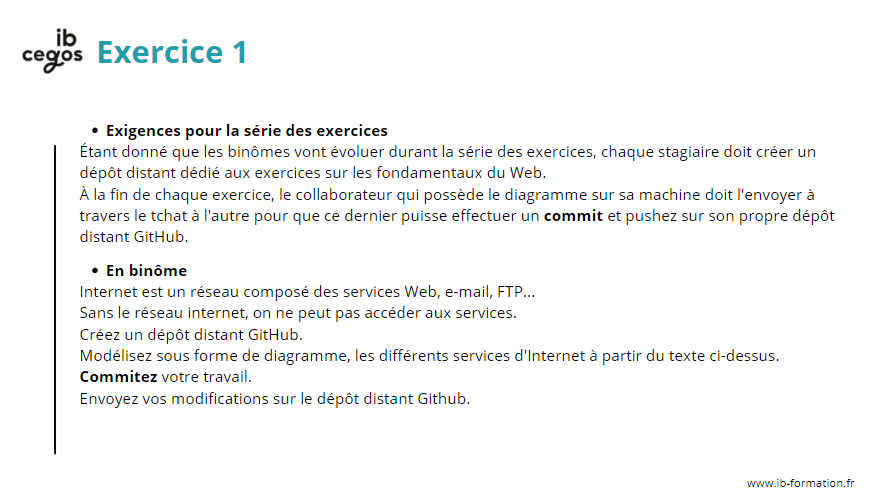 ib
cegos
Exercice 1
• Exigences pour la série des exercices
Étant donné que les binômes vont évoluer durant la série des exercices, chaque stagiaire doit créer un
dépôt distant dédié aux exercices sur les fondamentaux du Web.
À la fin de chaque exercice, le collaborateur qui possède le diagramme sur sa machine doit l'envoyer à
travers le tchat à l'autre pour que ce dernier puisse effectuer un commit et pushez sur son propre dépôt
distant GitHub.
• En binôme
Internet est un réseau composé des services Web, e-mail, FTP...
Sans le réseau internet, on ne peut pas accéder aux services.
Créez un dépôt distant GitHub.
Modélisez sous forme de diagramme, les différents services d'Internet à partir du texte ci-dessus.
Commitez votre travail.
Envoyez vos modifications sur le dépôt distant Github.
www.ib-formation.fr